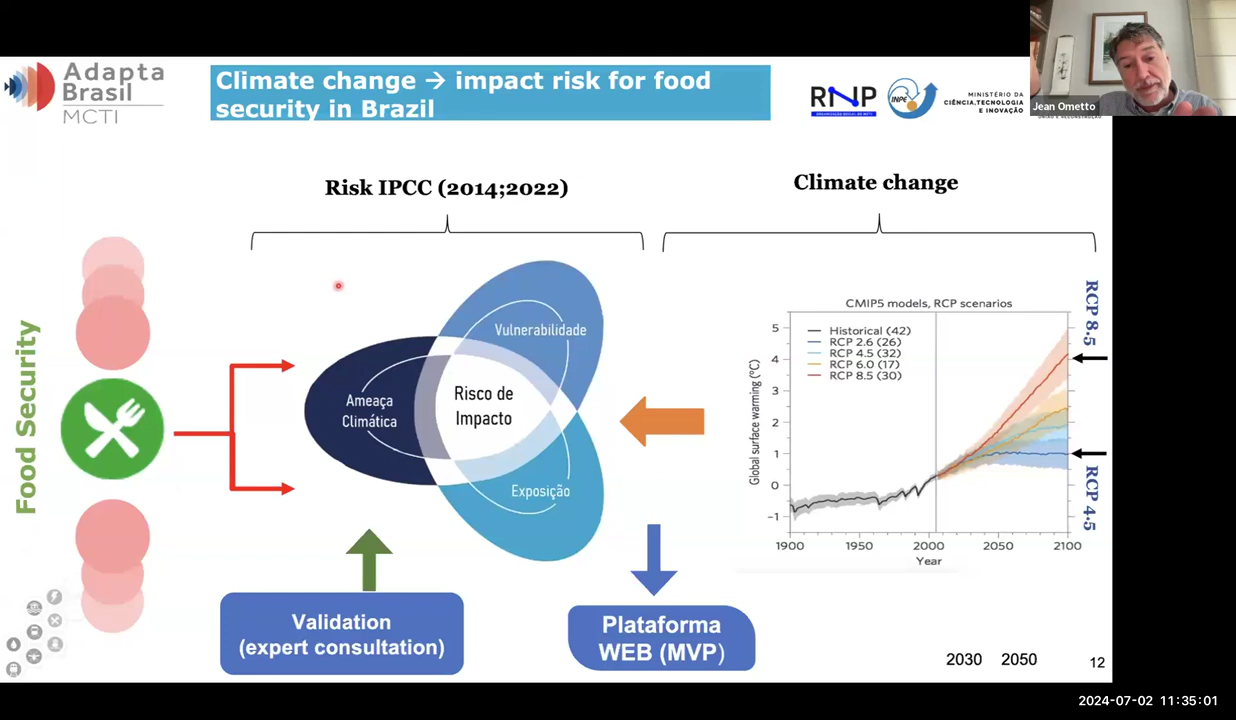 Adapta
Brasil
MCTI
Climate change → impact risk for food
security in Brazil
RNP
INPE
MINISTÉRIO DA
CIÊNCIA, TECNOLOGIA
E INOVAÇÃO
Jean Ometto
Risk IPCC (2014;2022)
Climate change
Food Security
Vulnerabilidade
Ameaça
Climática
Risco de
Impacto
Exposição
CMIP5 models, RCP scenarios
Historical (42)
RCP 2.6 (26)
RCP 4.5 (32)
RCP 6.0 (17)
RCP 8.5 (30)
Global surface warming (°C)
5
4
3
2
1
0
−1
1900
1950
2000
2050
2100
Year
RCP 8.5
RCP 4.5
Validation
(expert consultation)
Plataforma
WEB (MVP)
2030 2050
12
2024-07-02 11:35:01